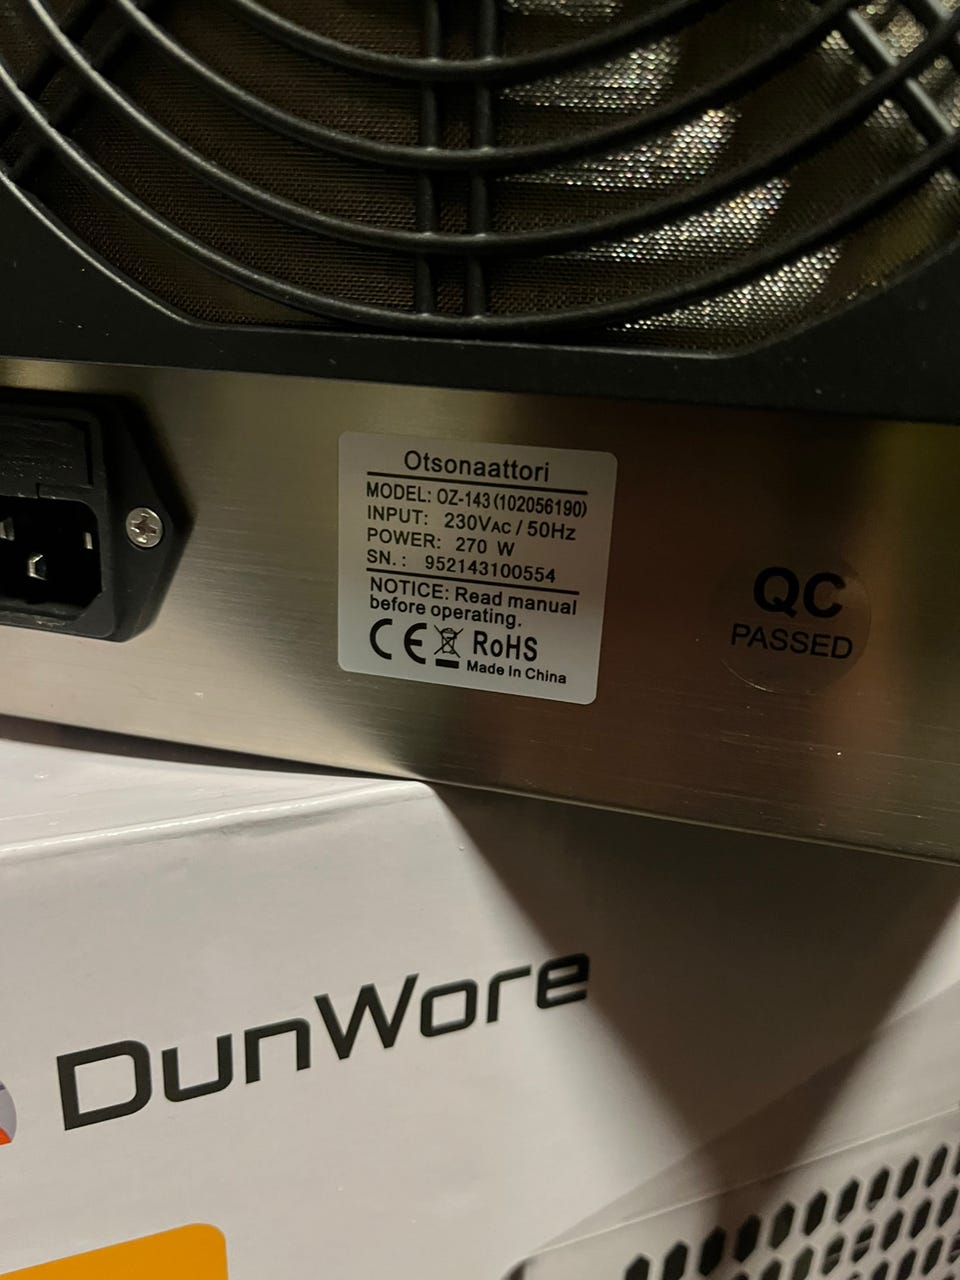 Otsonaattori
MODEL: OZ-143 (102056190)
INPUT: 230VAC / 50Hz
POWER: 270 W
SN. : 952143100554
NOTICE: Read manual
before operating.
CE RoHS
Made In China
QC
PASSED
DunWore